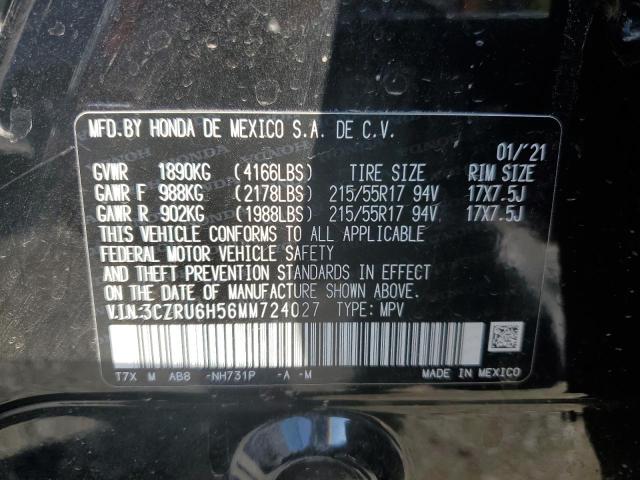 MFD.BY HONDA DE MEXICO S.A. DE C.V.
01/'21
GVWR 1890KG (4166LBS) TIRE SIZE RIM SIZE
GAWR F 988KG (2178LBS) 215/55R17 94V 17X7.5J
GAWR R 902KG (1988LBS) 215/55R17 94V 17X7.5J
THIS VEHICLE CONFORMS TO ALL APPLICABLE
FEDERAL MOTOR VEHICLE SAFETY
AND THEFT PREVENTION STANDARDS IN EFFECT
ON THE DATE OF MANUFACTURE SHOWN ABOVE.
V.I.N:3CZRU6H56MM724027 TYPE: MPV
T7X M AB8 -NH731P -A -M MADE IN MEXICO